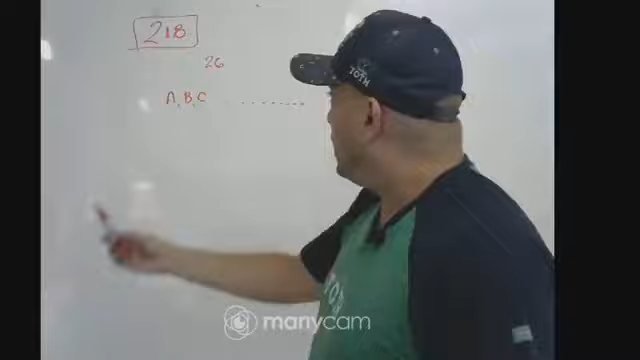 218
26
A, B, C .......
manycam